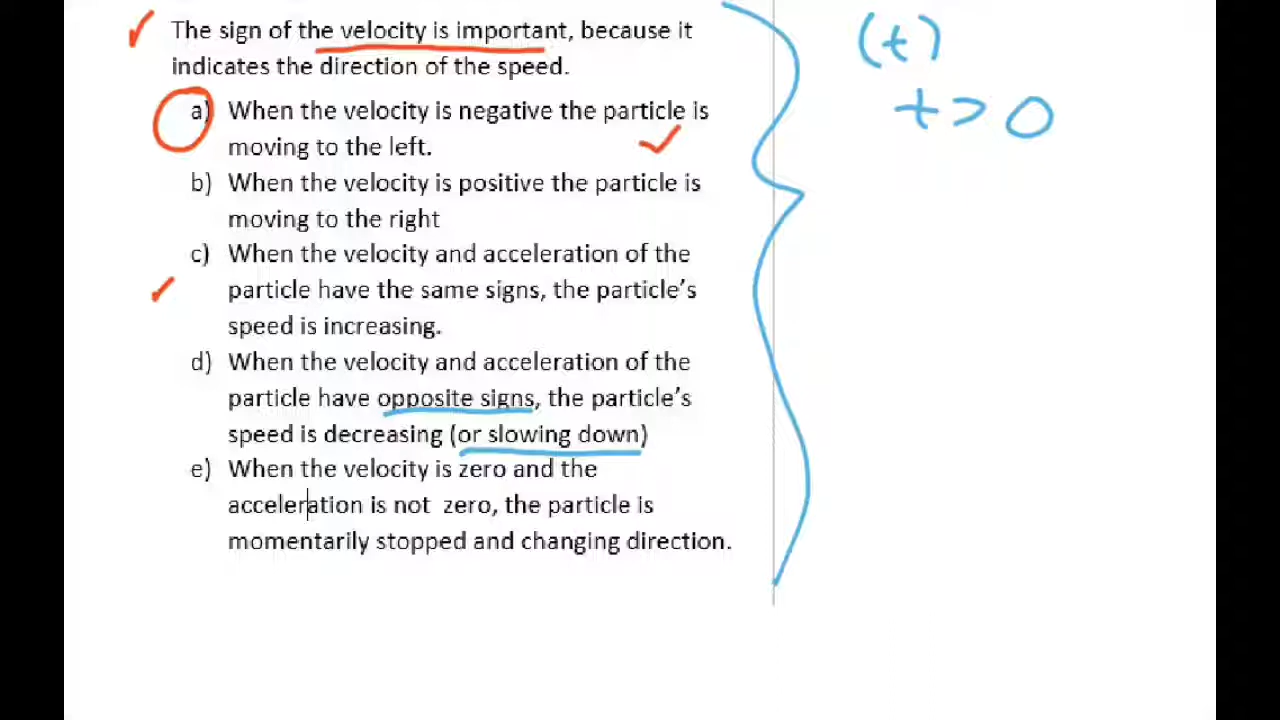 The sign of the velocity is important, because it
indicates the direction of the speed.
a) When the velocity is negative the particle is
moving to the left.
b) When the velocity is positive the particle is
moving to the right
c) When the velocity and acceleration of the
particle have the same signs, the particle's
speed is increasing.
d) When the velocity and acceleration of the
particle have opposite signs, the particle's
speed is decreasing (or slowing down)
e) When the velocity is zero and the
acceleration is not zero, the particle is
momentarily stopped and changing direction.
(t)
t > 0